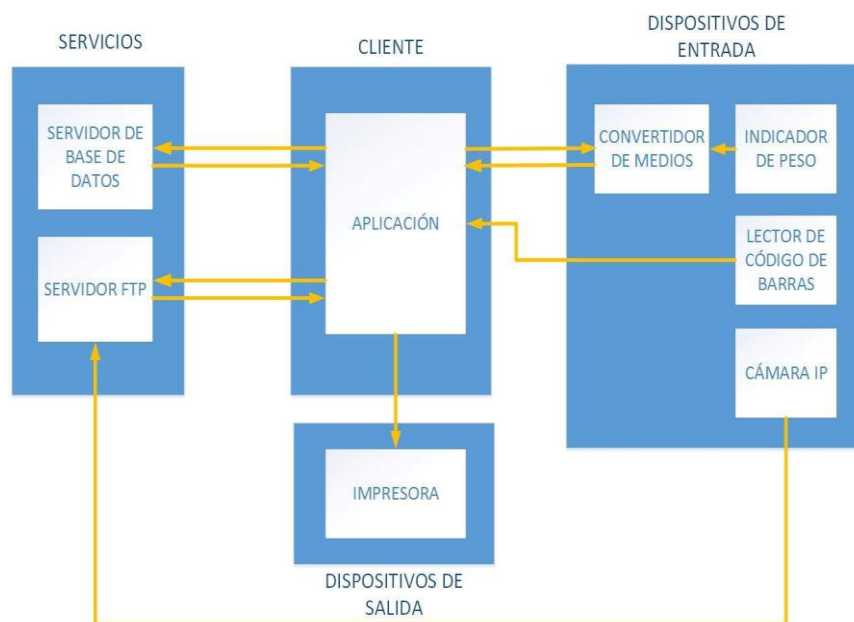 SERVICIOS
SERVIDOR DE
BASE DE
DATOS
SERVIDOR FTP
CLIENTE
APLICACIÓN
DISPOSITIVOS DE
ENTRADA
CONVERTIDOR
DE MEDIOS
INDICADOR
DE PESO
LECTOR DE
CÓDIGO DE
BARRAS
CÁMARA IP
IMPRESORA
DISPOSITIVOS DE
SALIDA